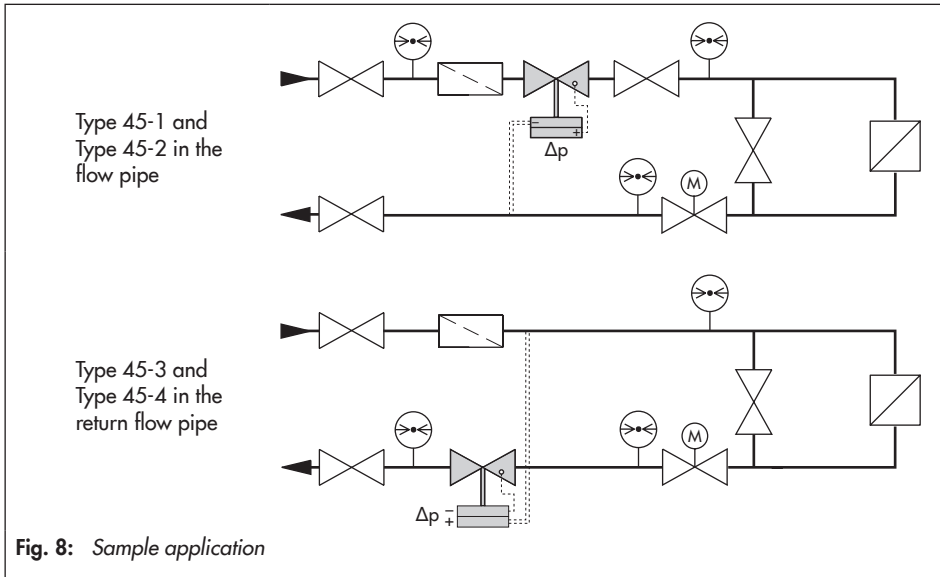 Type 45-1 and
Type 45-2 in the
flow pipe
−
+
Δp
M
Type 45-3 and
Type 45-4 in the
return flow pipe
M
Δp
−
+
Fig. 8: Sample application